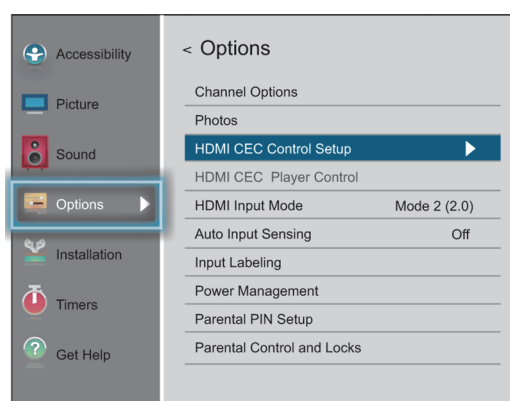 Accessibility
Picture
Sound
Options
Installation
Timers
Get Help
< Options
Channel Options
Photos
HDMI CEC Control Setup
HDMI CEC Player Control
HDMI Input Mode Mode 2 (2.0)
Auto Input Sensing Off
Input Labeling
Power Management
Parental PIN Setup
Parental Control and Locks